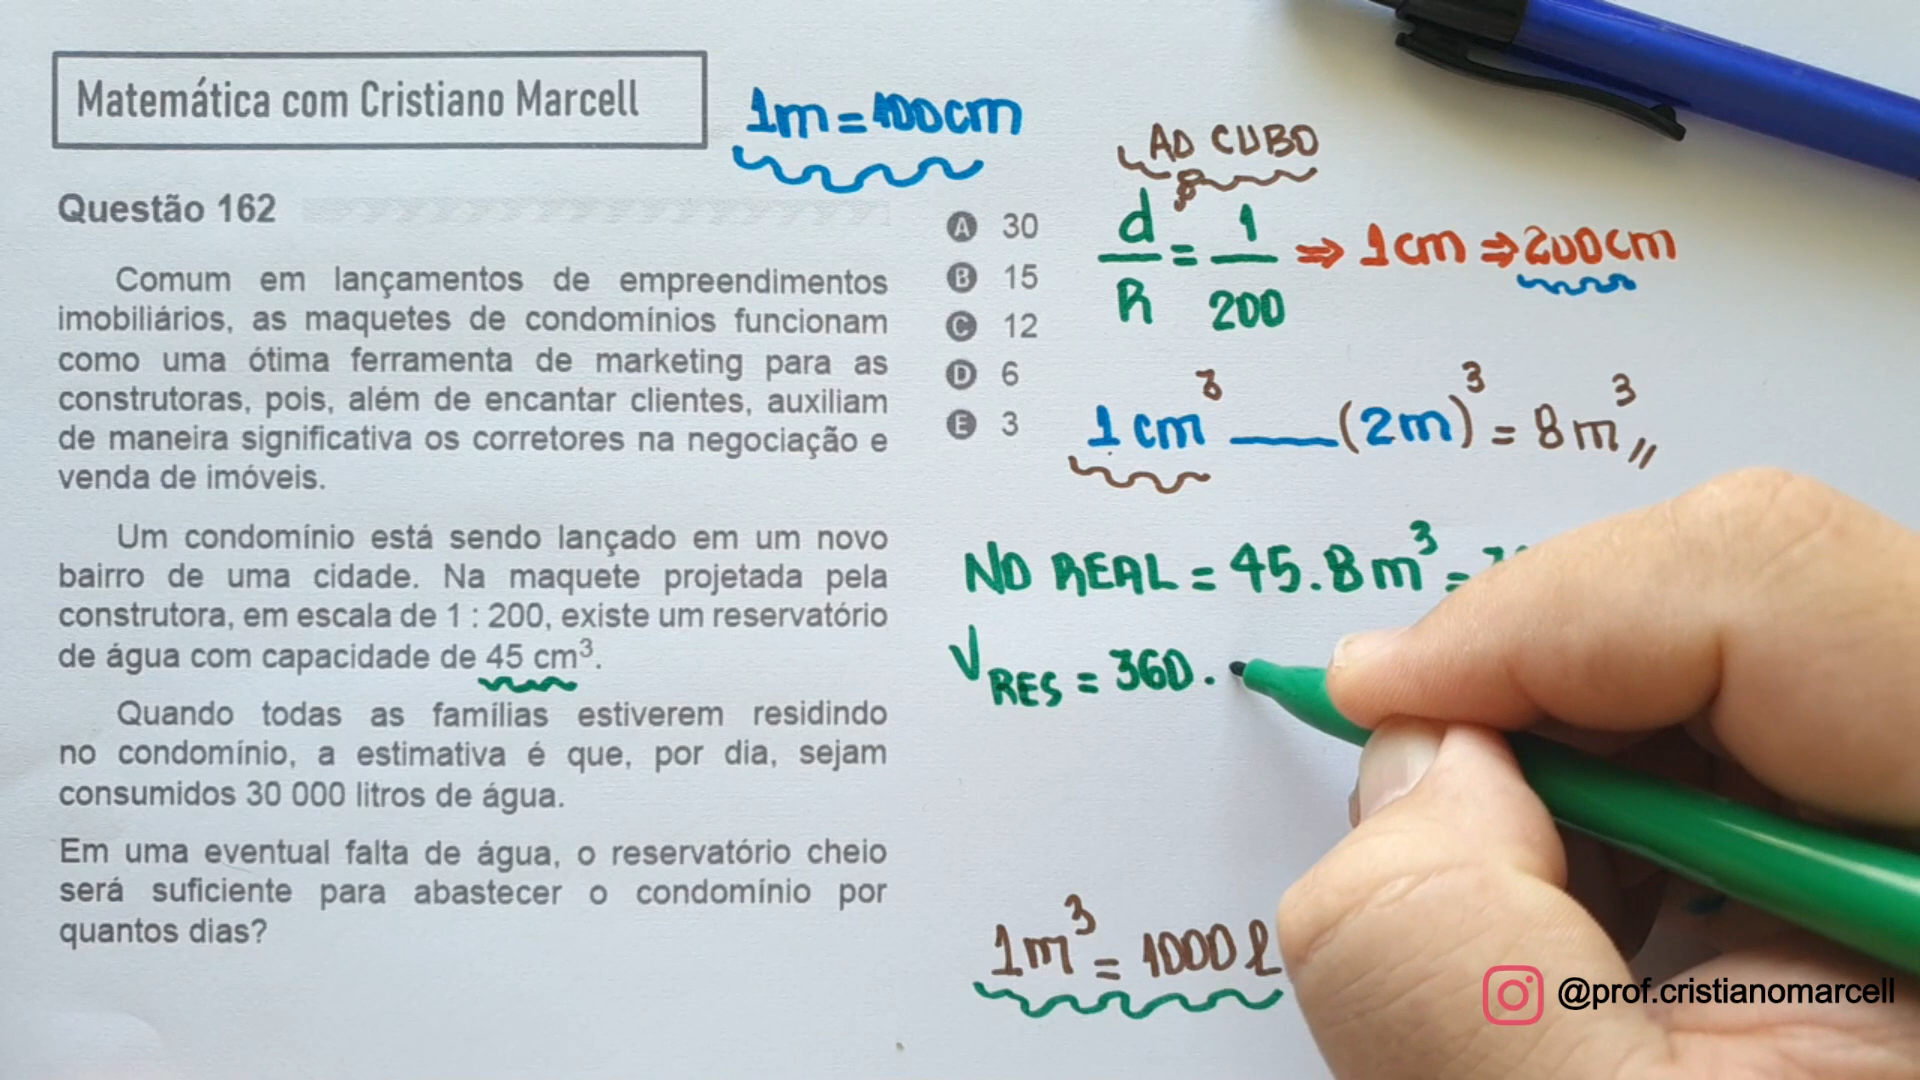 Matemática com Cristiano Marcell
1m = 100cm
Questão 162
Comum em lançamentos de empreendimentos
imobiliários, as maquetes de condomínios funcionam
como uma ótima ferramenta de marketing para as
construtoras, pois, além de encantar clientes, auxiliam
de maneira significativa os corretores na negociação e
venda de imóveis.
Um condomínio está sendo lançado em um novo
bairro de uma cidade. Na maquete projetada pela
construtora, em escala de 1 : 200, existe um reservatório
de água com capacidade de 45 cm³.
Quando todas as famílias estiverem residindo
no condomínio, a estimativa é que, por dia, sejam
consumidos 30 000 litros de água.
Em uma eventual falta de água, o reservatório cheio
será suficiente para abastecer o condomínio por
quantos dias?
A 30
B 15
C 12
D 6
E 3
AO CUBO
d/R = 1/200 ⇒ 1cm ⇒ 200cm
1 cm³ —— (2m)³ = 8m³
NO REAL = 45.8m³ =
V RES = 360 .
1m³ = 1000 l
@prof.cristianomarcell